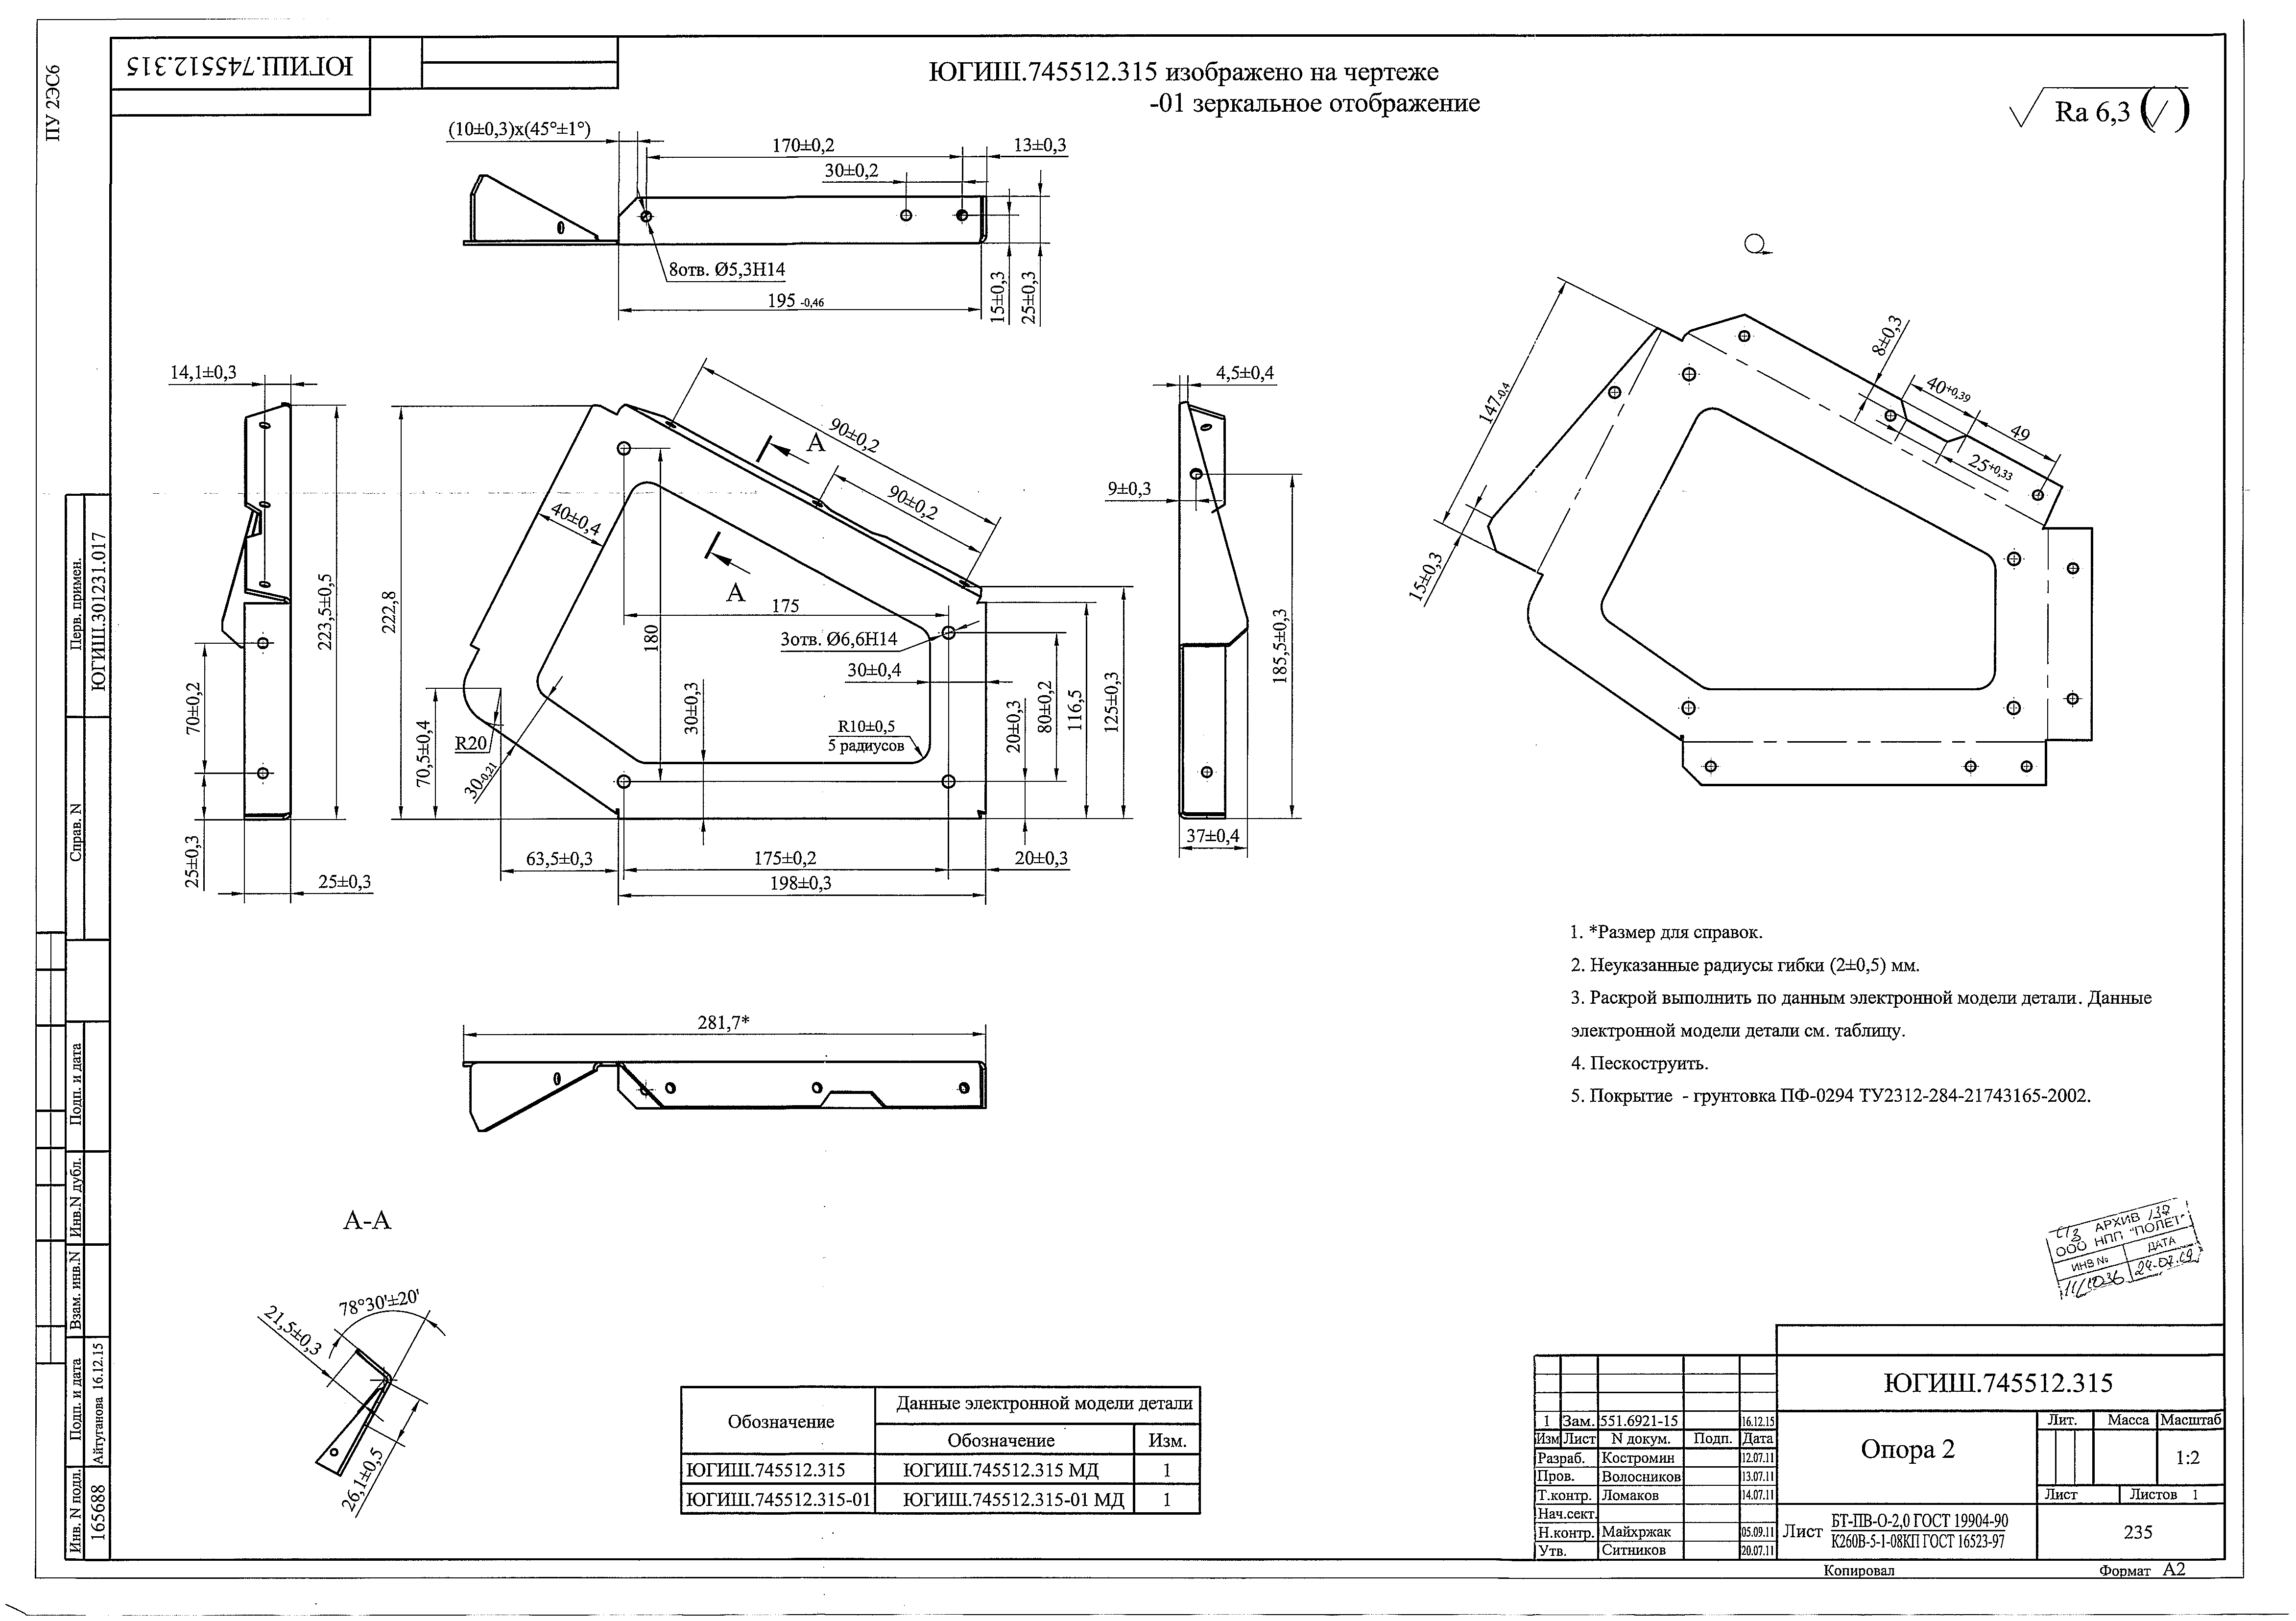 ПУ 2ЭС6
ЮГИШ.745512.315
ЮГИШ.745512.315 изображено на чертеже
-01 зеркальное отображение
Ra 6,3 (√)
(10±0,3)x(45°±1°)
170±0,2
13±0,3
30±0,2
8отв. Ø5,3H14
195 -0,46
15±0,3
25±0,3
14,1±0,3
223,5±0,5
70±0,2
25±0,3
25±0,3
222,8
40±0,4
90±0,2
90±0,2
А
А
175
180
3отв. Ø6,6H14
30±0,4
30±0,3
R10±0,5
5 радиусов
70,5±0,4
R20
30-0,21
20±0,3
80±0,2
116,5
125±0,3
63,5±0,3
175±0,2
20±0,3
198±0,3
4,5±0,4
9±0,3
185,5±0,3
37±0,4
147-0,4
15±0,3
8±0,3
40+0,39
49
25+0,33
281,7*
А-А
78°30'±20'
21,5±0,3
26,1±0,5
1. *Размер для справок.
2. Неуказанные радиусы гибки (2±0,5) мм.
3. Раскрой выполнить по данным электронной модели детали. Данные
электронной модели детали см. таблицу.
4. Пескоструить.
5. Покрытие - грунтовка ПФ-0294 ТУ2312-284-21743165-2002.
АРХИВ 137
ООО НПП "ПОЛЕТ"
ИНВ № ДАТА
Обозначение Данные электронной модели детали
Обозначение Изм.
ЮГИШ.745512.315 ЮГИШ.745512.315 МД 1
ЮГИШ.745512.315-01 ЮГИШ.745512.315-01 МД 1
ЮГИШ.745512.315
1 Зам. 551.6921-15 16.12.15
Изм Лист N докум. Подп. Дата
Разраб. Костромин 12.07.11
Пров. Волосников 13.07.11
Т.контр. Ломаков 14.07.11
Нач.сект.
Н.контр. Майхржак 05.09.11
Утв. Ситников 20.07.11
Опора 2
Лит. Масса Масштаб
1:2
Лист Листов 1
Лист БТ-ПВ-О-2,0 ГОСТ 19904-90
К260В-5-1-08КП ГОСТ 16523-97
235
Копировал Формат А2
Перв. примен.
ЮГИШ.301231.017
Справ. N
Подп. и дата
Инв.N дубл.
Взам. инв.N
Подп. и дата
Айтуганова 16.12.15
Инв. N подл.
165688